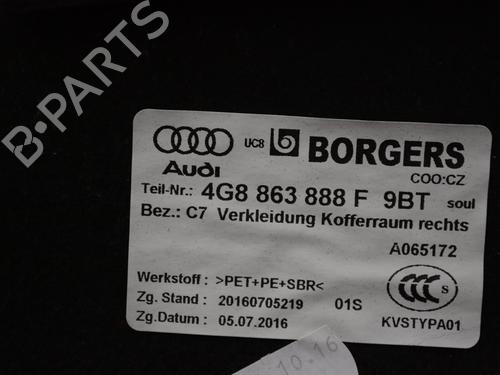 B·PARTS
UC8 BORGERS
Audi COO:CZ
Teil-Nr.: 4G8 863 888 F 9BT soul
Bez.: C7 Verkleidung Kofferraum rechts
A065172
Werkstoff : >PET+PE+SBR<
CCC S
Zg. Stand : 20160705219 01S
Zg.Datum : 05.07.2016 KVSTYPA01
10.16